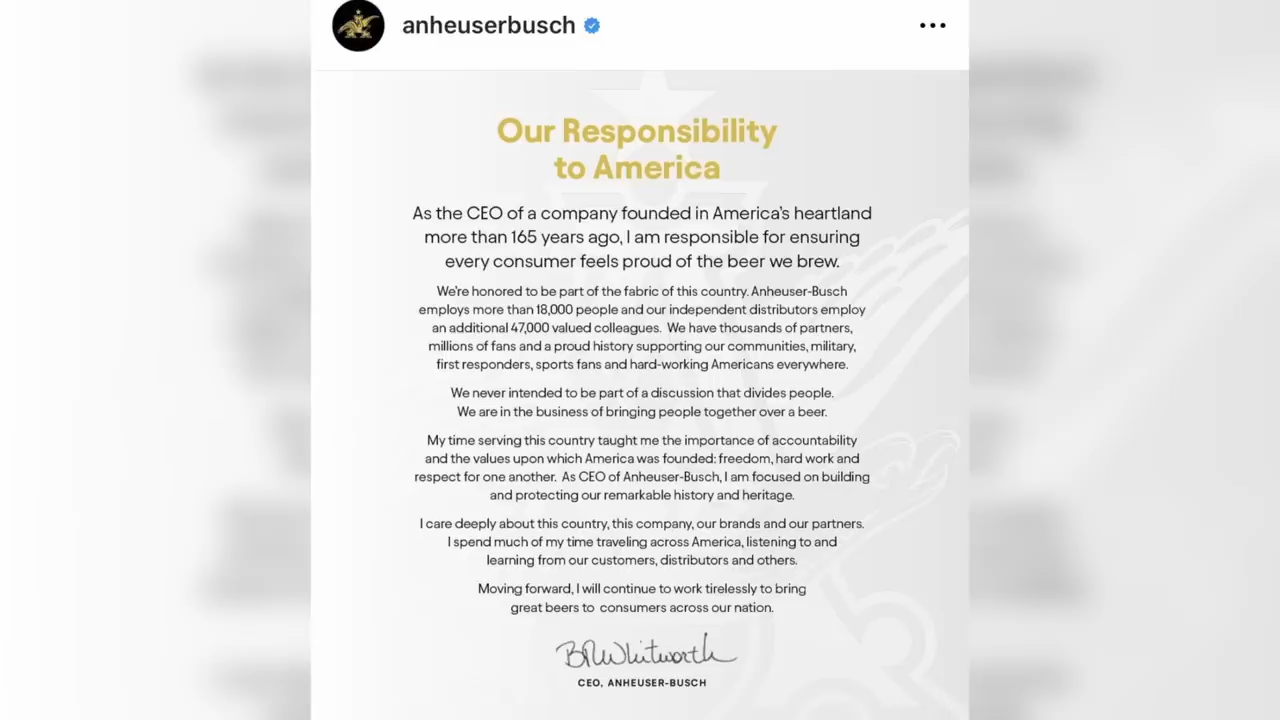 anheuserbusch
Our Responsibility
to America
As the CEO of a company founded in America's heartland
more than 165 years ago, I am responsible for ensuring
every consumer feels proud of the beer we brew.
We're honored to be part of the fabric of this country. Anheuser-Busch
employs more than 18,000 people and our independent distributors employ
an additional 47,000 valued colleagues. We have thousands of partners,
millions of fans and a proud history supporting our communities, military,
first responders, sports fans and hard-working Americans everywhere.
We never intended to be part of a discussion that divides people.
We are in the business of bringing people together over a beer.
My time serving this country taught me the importance of accountability
and the values upon which America was founded: freedom, hard work and
respect for one another. As CEO of Anheuser-Busch, I am focused on building
and protecting our remarkable history and heritage.
I care deeply about this country, this company, our brands and our partners.
I spend much of my time traveling across America, listening to and
learning from our customers, distributors and others.
Moving forward, I will continue to work tirelessly to bring
great beers to consumers across our nation.
BRWhitworth
CEO, ANHEUSER-BUSCH